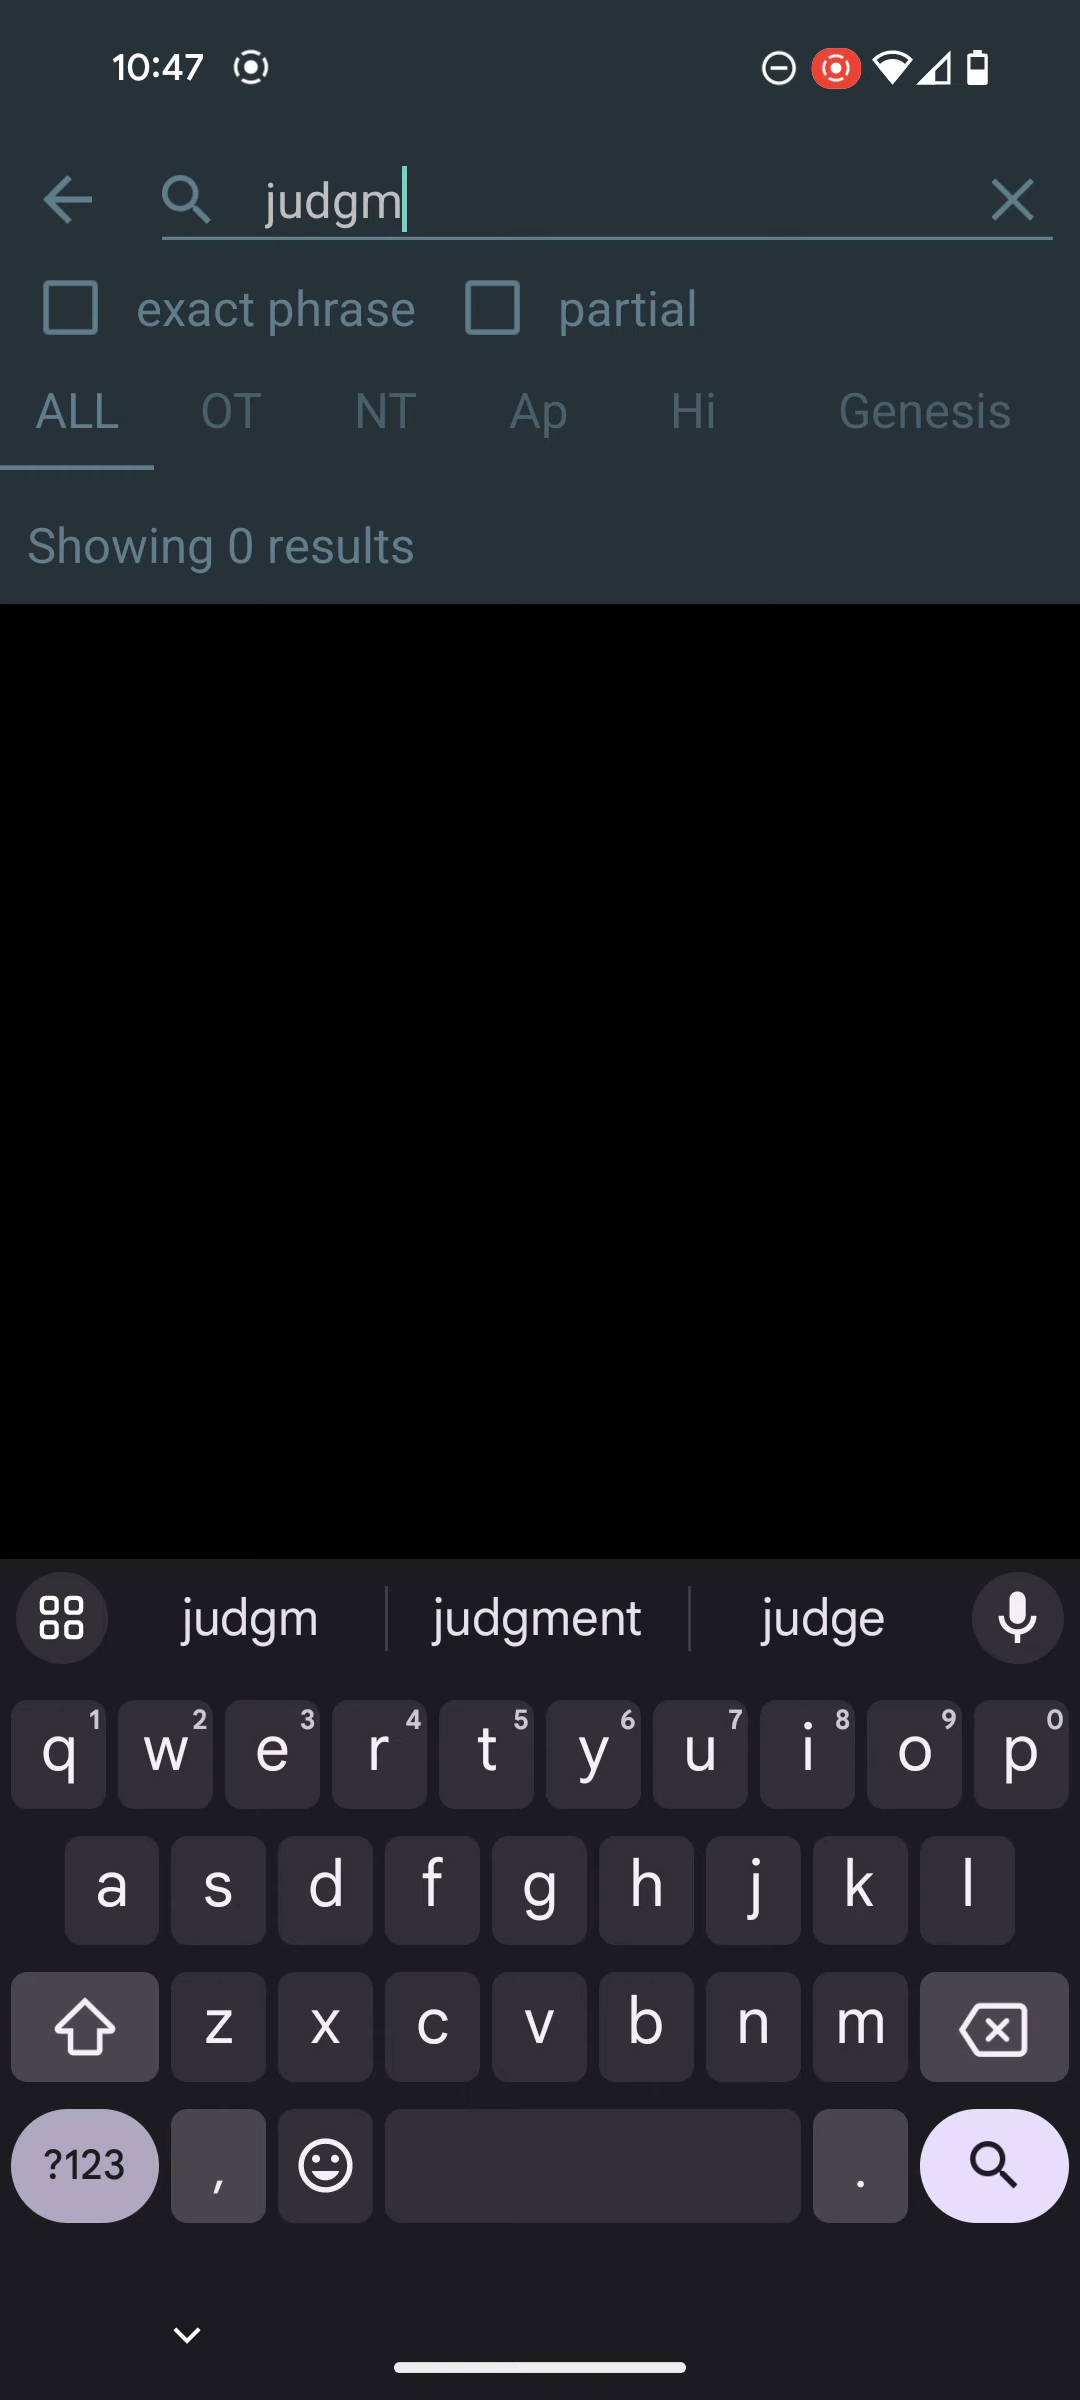 10:47
judgm
exact phrase partial
ALL OT NT Ap Hi Genesis
Showing 0 results
judgm judgment judge
q1 w2 e3 r4 t5 y6 u7 i8 o9 p0
a s d f g h j k l
z x c v b n m
?123 , .